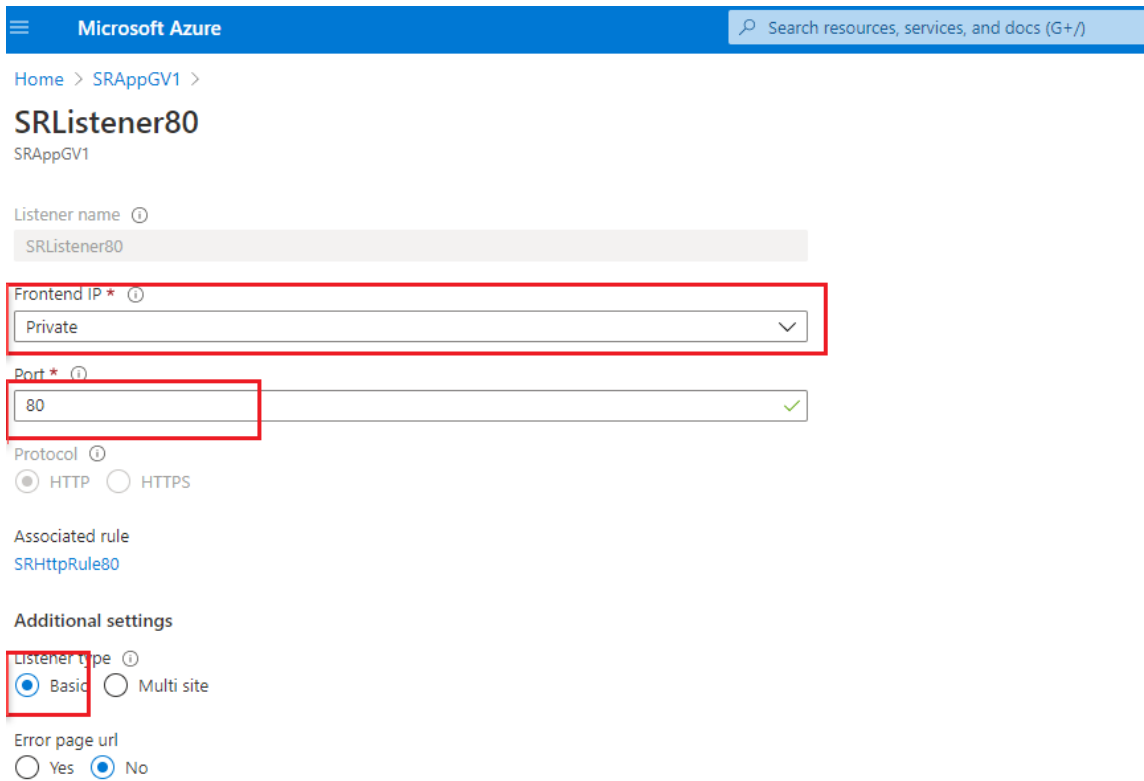 Microsoft Azure
Search resources, services, and docs (G+/)
Home > SRAppGV1 >
SRListener80
SRAppGV1
Listener name
SRListener80
Frontend IP *
Private
Port *
80
Protocol
HTTP HTTPS
Associated rule
SRHttpRule80
Additional settings
Listener type
Basic Multi site
Error page url
Yes No